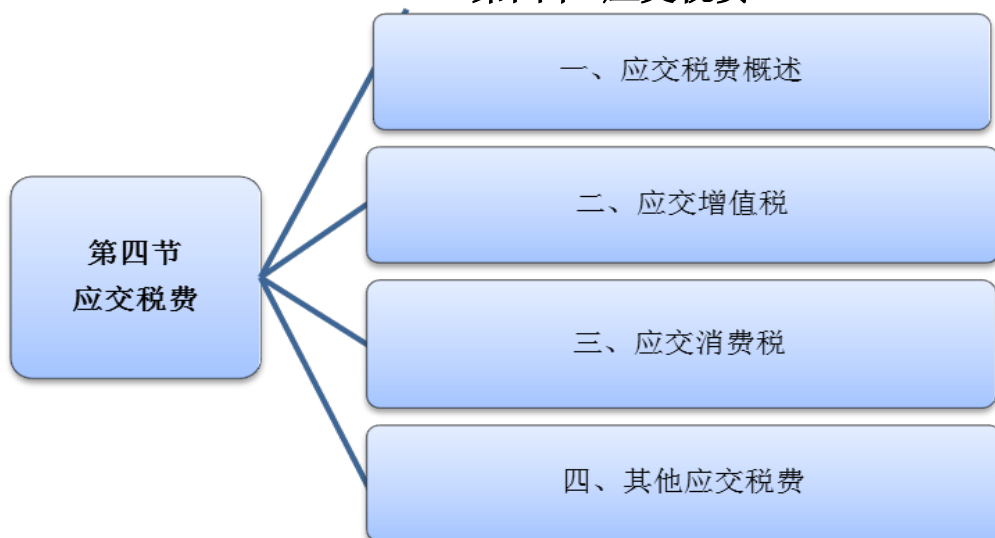 一、应交税费概述
二、应交增值税
第四节
应交税费
三、应交消费税
四、其他应交税费